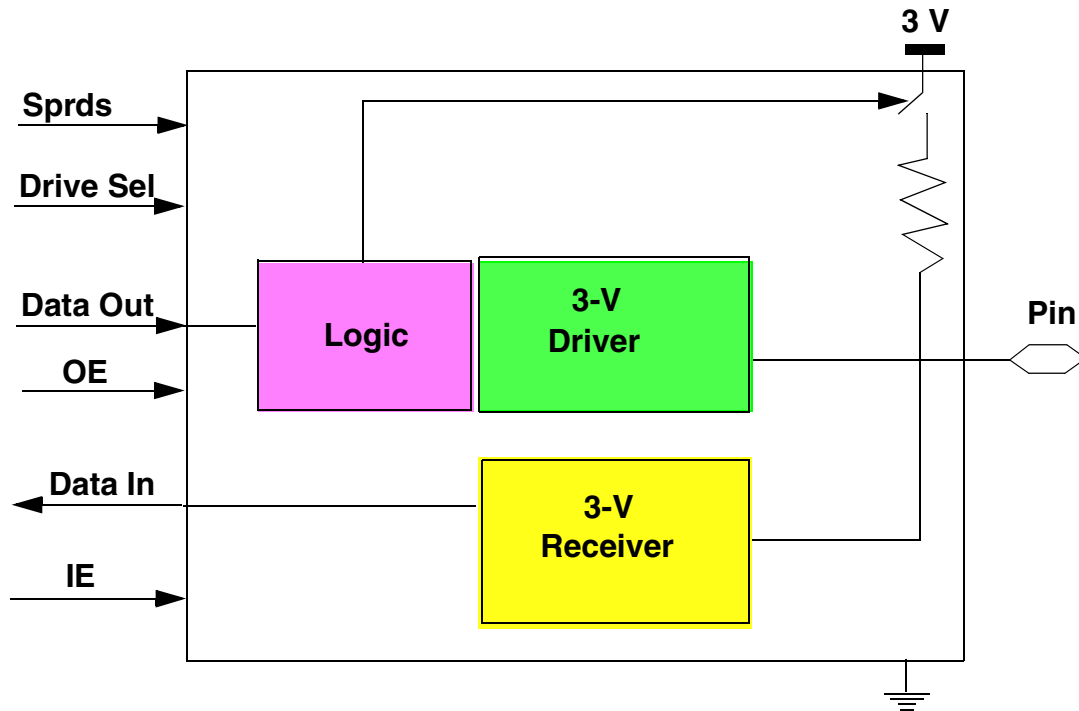 3 V
Sprds
Drive Sel
Data Out
OE
Data In
IE
Logic
3-V
Driver
3-V
Receiver
Pin